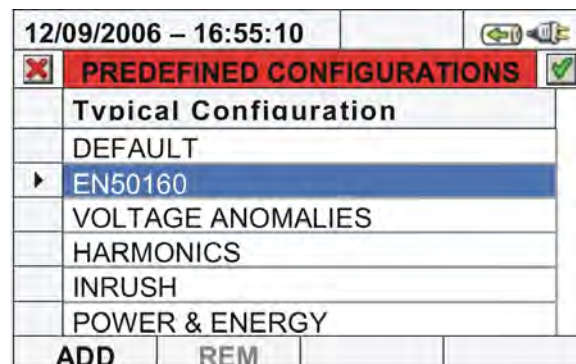 12/09/2006 – 16:55:10
PREDEFINED CONFIGURATIONS
Typical Configuration
DEFAULT
EN50160
VOLTAGE ANOMALIES
HARMONICS
INRUSH
POWER & ENERGY
ADD REM